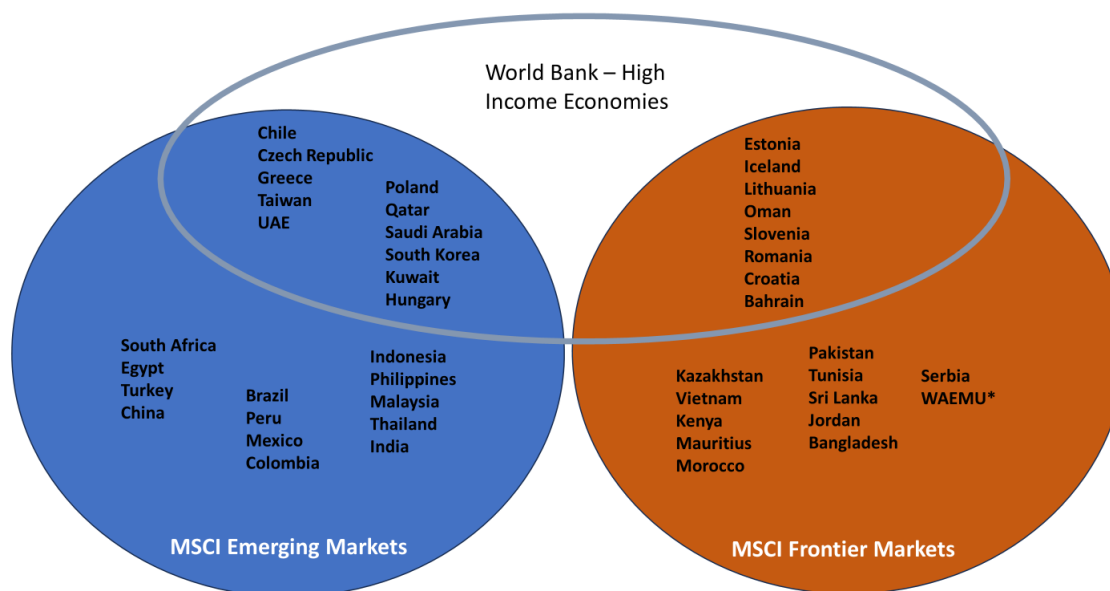 World Bank – High
Income Economies
Chile
Czech Republic
Greece
Taiwan
UAE
Poland
Qatar
Saudi Arabia
South Korea
Kuwait
Hungary
South Africa
Egypt
Turkey
China
Brazil
Peru
Mexico
Colombia
Indonesia
Philippines
Malaysia
Thailand
India
MSCI Emerging Markets
Estonia
Iceland
Lithuania
Oman
Slovenia
Romania
Croatia
Bahrain
Kazakhstan
Vietnam
Kenya
Mauritius
Morocco
Pakistan
Tunisia
Sri Lanka
Jordan
Bangladesh
Serbia
WAEMU*
MSCI Frontier Markets